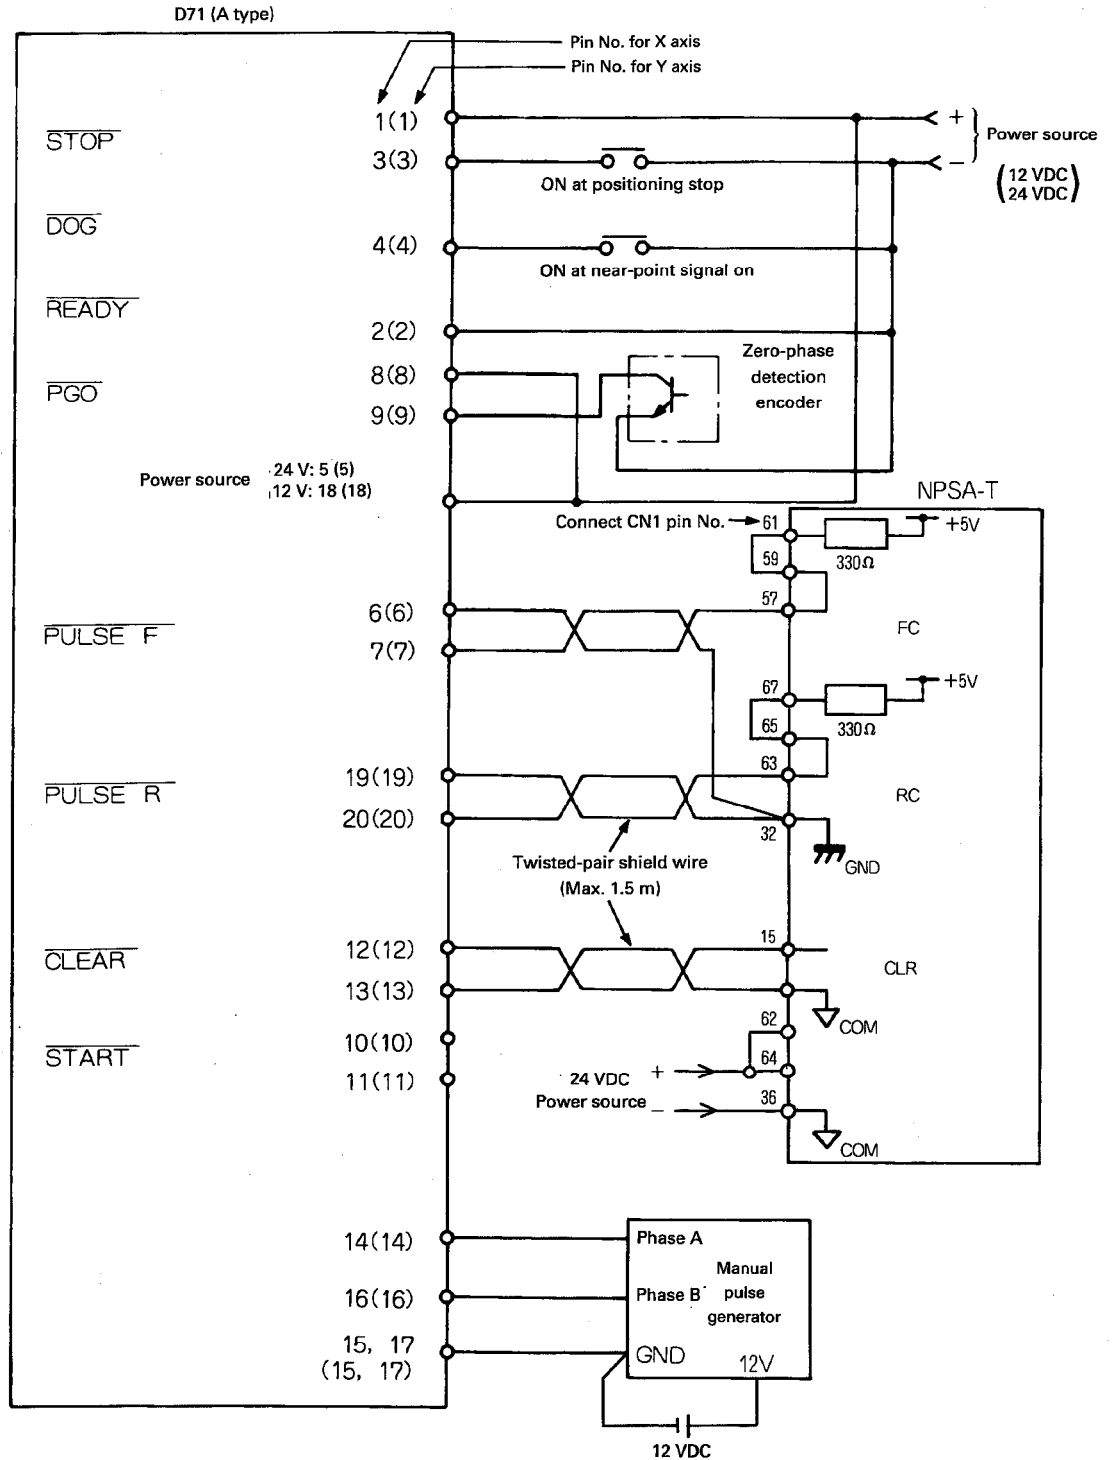 D71 (A type)
Pin No. for X axis
Pin No. for Y axis
1(1)
+
Power source
(12 VDC
24 VDC)
STOP
3(3)
−
ON at positioning stop
DOG
4(4)
ON at near-point signal on
READY
2(2)
8(8)
Zero-phase
detection
encoder
PGO
9(9)
Power source
24 V: 5 (5)
12 V: 18 (18)
NPSA-T
Connect CN1 pin No.
61
+5V
330Ω
59
57
6(6)
PULSE F
7(7)
FC
67
+5V
330Ω
65
63
19(19)
PULSE R
20(20)
RC
32
GND
Twisted-pair shield wire
(Max. 1.5 m)
12(12)
15
CLEAR
13(13)
CLR
COM
10(10)
62
START
11(11)
24 VDC
Power source
+
64
−
36
COM
14(14)
Phase A
Manual
pulse
generator
16(16)
Phase B
15, 17
(15, 17)
GND
12V
12 VDC